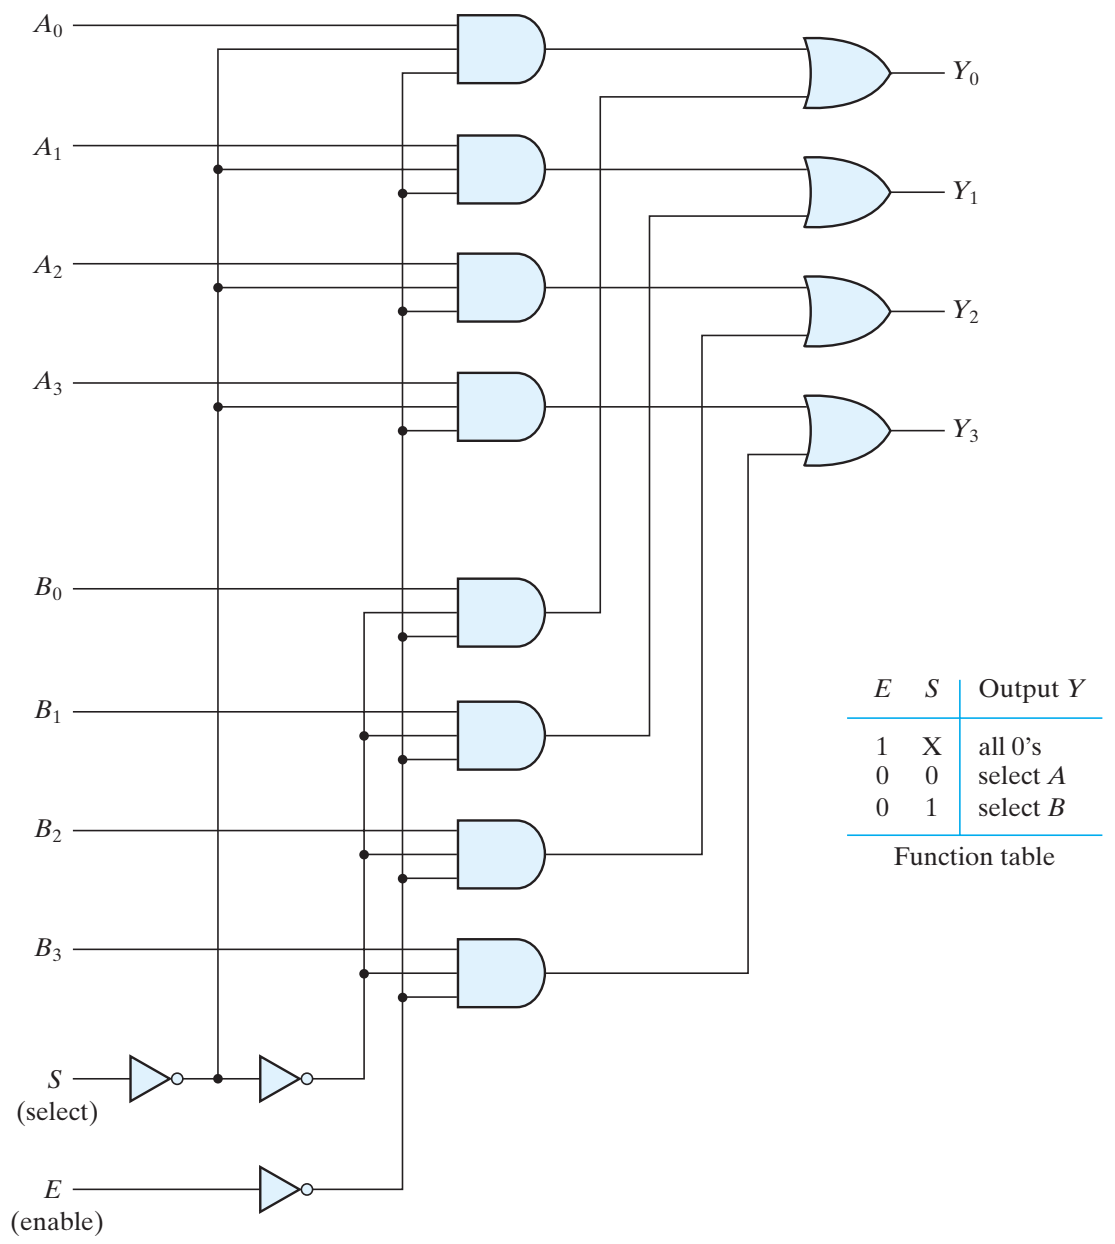 A₀
Y₀
A₁
Y₁
A₂
Y₂
A₃
Y₃
B₀
B₁
B₂
B₃
S
(select)
E
(enable)
E S Output Y
1 X all 0's
0 0 select A
0 1 select B
Function table